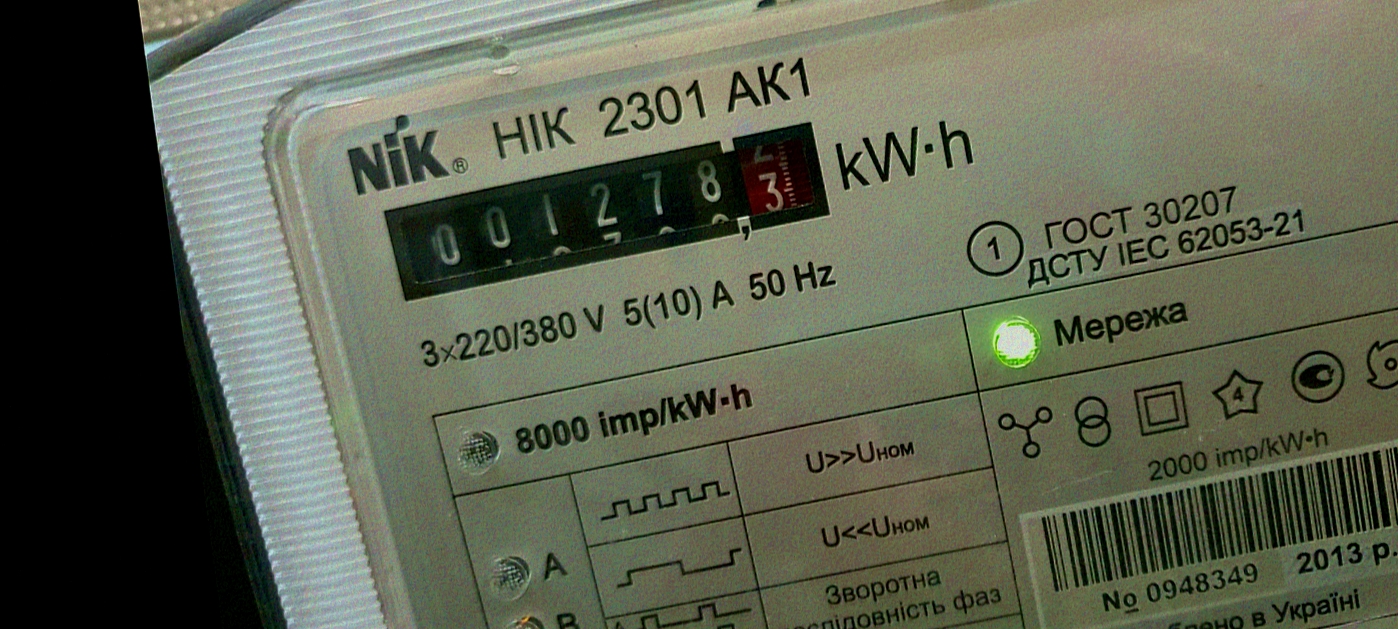 NiK® НІК 2301 АК1
001278,3 kW·h
3×220/380 V 5(10) A 50 Hz
1 ГОСТ 30207
ДСТУ IEC 62053-21
Мережа
8000 imp/kW·h
4
U>>Uном
2000 imp/kW·h
U<<Uном
A
Зворотна
B
фаз
№ 0948349 2013 р.
в Україні